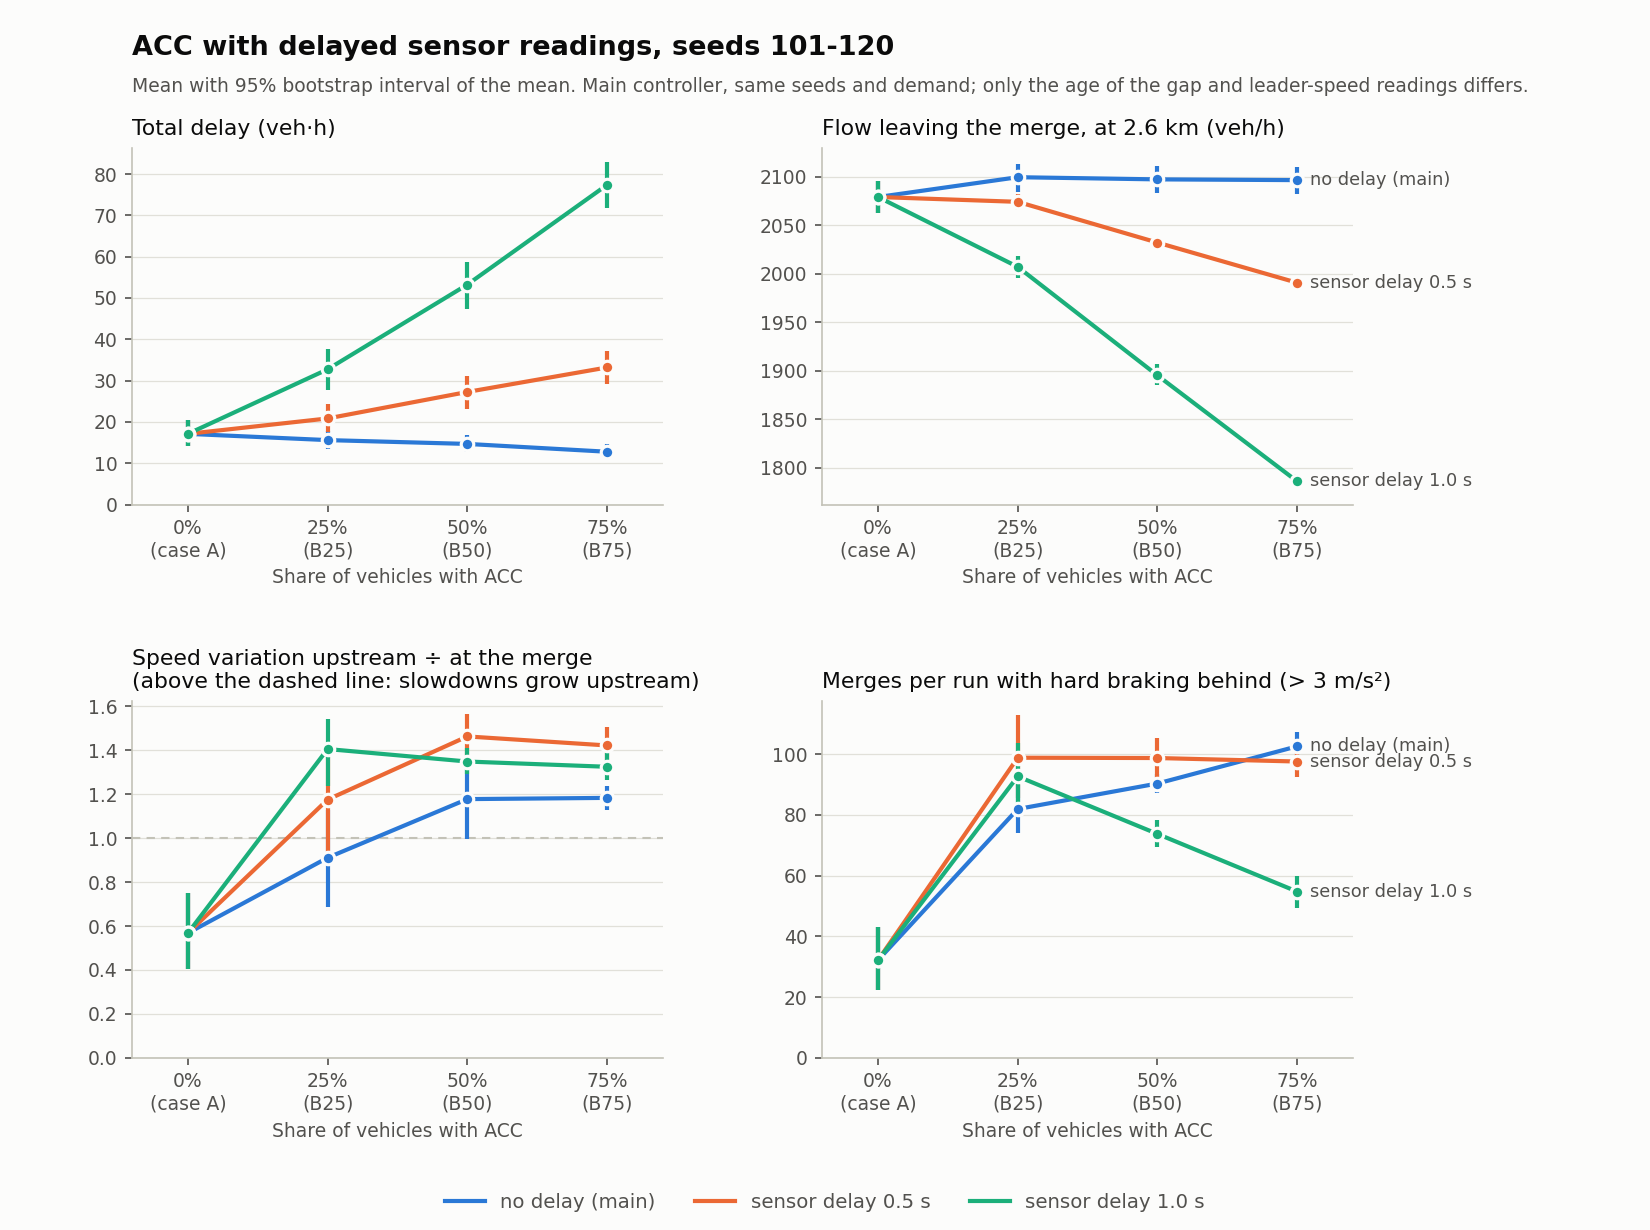 ACC with delayed sensor readings, seeds 101-120
Mean with 95% bootstrap interval of the mean. Main controller, same seeds and demand; only the age of the gap and leader-speed readings differs.
Total delay (veh·h)
80
70
60
50
40
30
20
10
0
0%
(case A)
25%
(B25)
50%
(B50)
75%
(B75)
Share of vehicles with ACC
Flow leaving the merge, at 2.6 km (veh/h)
2100
2050
2000
1950
1900
1850
1800
no delay (main)
sensor delay 0.5 s
sensor delay 1.0 s
0%
(case A)
25%
(B25)
50%
(B50)
75%
(B75)
Share of vehicles with ACC
Speed variation upstream ÷ at the merge
(above the dashed line: slowdowns grow upstream)
1.6
1.4
1.2
1.0
0.8
0.6
0.4
0.2
0.0
0%
(case A)
25%
(B25)
50%
(B50)
75%
(B75)
Share of vehicles with ACC
Merges per run with hard braking behind (> 3 m/s²)
100
80
60
40
20
0
no delay (main)
sensor delay 0.5 s
sensor delay 1.0 s
0%
(case A)
25%
(B25)
50%
(B50)
75%
(B75)
Share of vehicles with ACC
no delay (main)
sensor delay 0.5 s
sensor delay 1.0 s